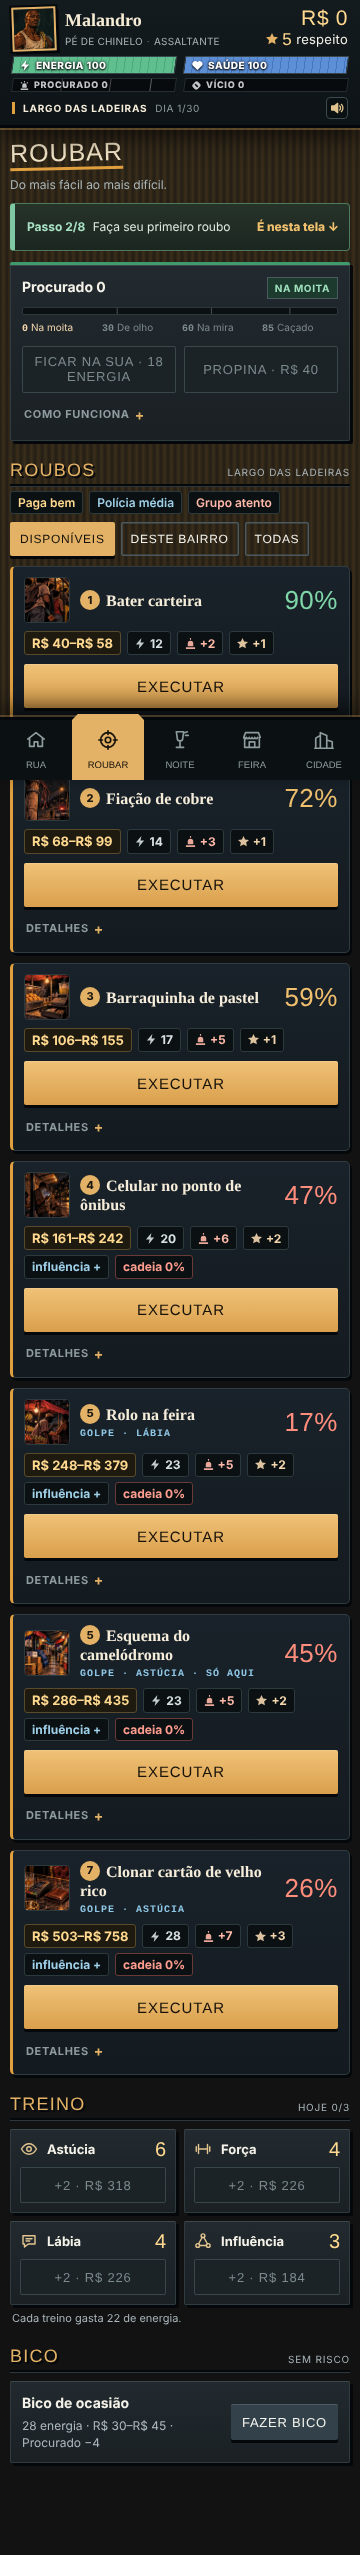 Malandro
R$ 0
PÉ DE CHINELO · ASSALTANTE
5 respeito
ENERGIA 100
SAÚDE 100
PROCURADO 0
VÍCIO 0
LARGO DAS LADEIRAS DIA 1/30
ROUBAR
Do mais fácil ao mais difícil.
Passo 2/8 Faça seu primeiro roubo É nesta tela ↓
Procurado 0
NA MOITA
0 Na moita 30 De olho 60 Na mira 85 Caçado
FICAR NA SUA · 18 ENERGIA
PROPINA · R$ 40
COMO FUNCIONA +
ROUBOS
LARGO DAS LADEIRAS
Paga bem
Polícia média
Grupo atento
DISPONÍVEIS
DESTE BAIRRO
TODAS
1 Bater carteira 90%
R$ 40–R$ 58 12 +2 +1
EXECUTAR
RUA
ROUBAR
NOITE
FEIRA
CIDADE
2 Fiação de cobre 72%
R$ 68–R$ 99 14 +3 +1
EXECUTAR
DETALHES +
3 Barraquinha de pastel 59%
R$ 106–R$ 155 17 +5 +1
EXECUTAR
DETALHES +
4 Celular no ponto de
ônibus
47%
R$ 161–R$ 242 20 +6 +2
influência + cadeia 0%
EXECUTAR
DETALHES +
5 Rolo na feira 17%
GOLPE · LÁBIA
R$ 248–R$ 379 23 +5 +2
influência + cadeia 0%
EXECUTAR
DETALHES +
5 Esquema do
camelódromo
45%
GOLPE · ASTÚCIA · SÓ AQUI
R$ 286–R$ 435 23 +5 +2
influência + cadeia 0%
EXECUTAR
DETALHES +
7 Clonar cartão de velho
rico
26%
GOLPE · ASTÚCIA
R$ 503–R$ 758 28 +7 +3
influência + cadeia 0%
EXECUTAR
DETALHES +
TREINO
HOJE 0/3
Astúcia 6
+2 · R$ 318
Força 4
+2 · R$ 226
Lábia 4
+2 · R$ 226
Influência 3
+2 · R$ 184
Cada treino gasta 22 de energia.
BICO
SEM RISCO
Bico de ocasião
28 energia · R$ 30–R$ 45 ·
Procurado −4
FAZER BICO